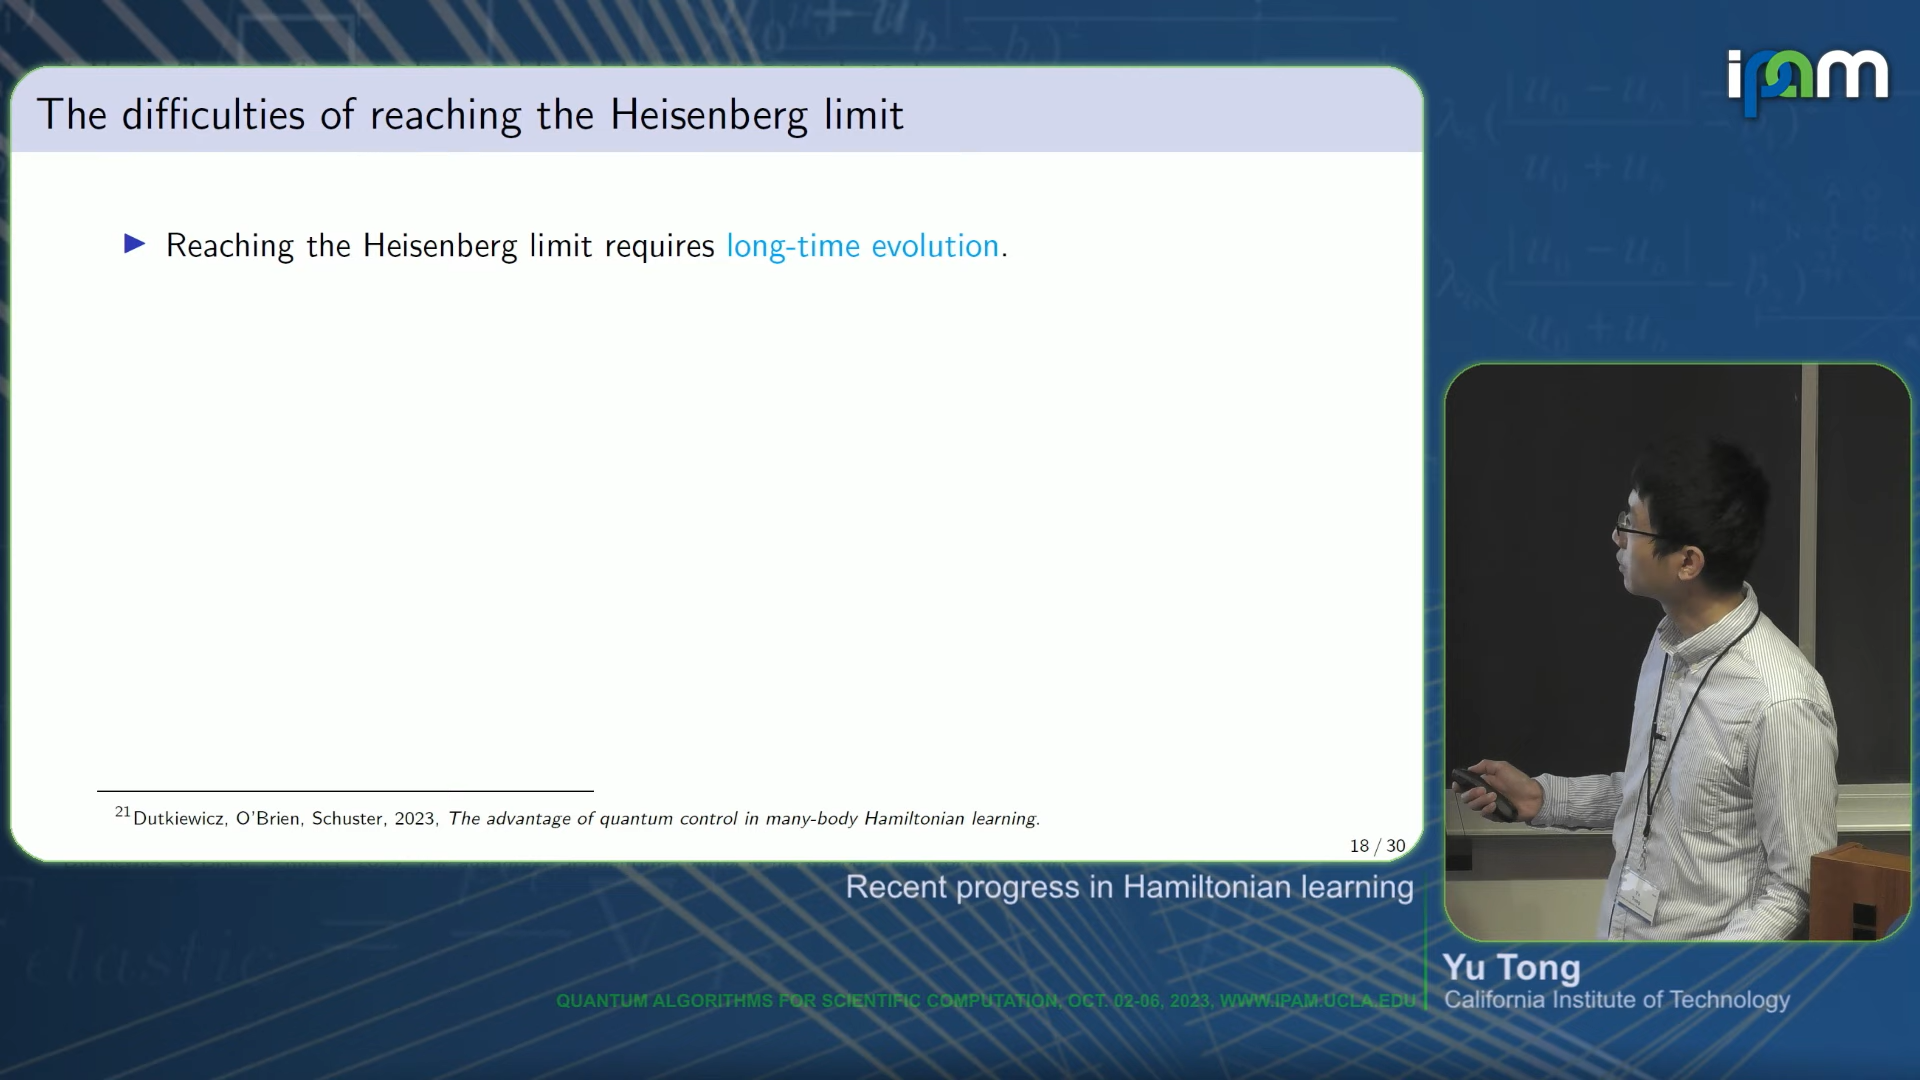 ipam
The difficulties of reaching the Heisenberg limit
▶ Reaching the Heisenberg limit requires long-time evolution.
21 Dutkiewicz, O'Brien, Schuster, 2023, The advantage of quantum control in many-body Hamiltonian learning.
18 / 30
Recent progress in Hamiltonian learning
Yu Tong
California Institute of Technology
QUANTUM ALGORITHMS FOR SCIENTIFIC COMPUTATION, OCT. 02-06, 2023, WWW.IPAM.UCLA.EDU
elastic